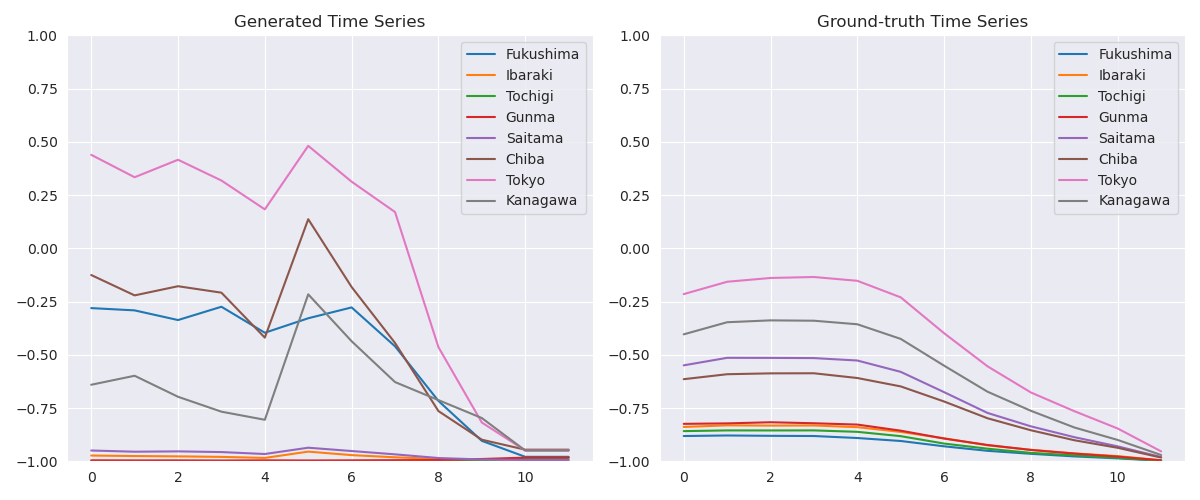 Generated Time Series
1.00
0.75
0.50
0.25
0.00
−0.25
−0.50
−0.75
−1.00
0 2 4 6 8 10
Fukushima
Ibaraki
Tochigi
Gunma
Saitama
Chiba
Tokyo
Kanagawa
Ground-truth Time Series
1.00
0.75
0.50
0.25
0.00
−0.25
−0.50
−0.75
−1.00
0 2 4 6 8 10
Fukushima
Ibaraki
Tochigi
Gunma
Saitama
Chiba
Tokyo
Kanagawa